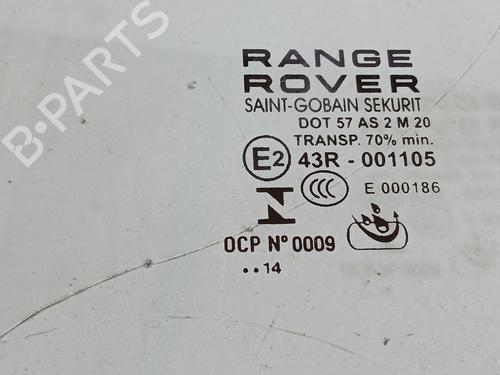 B-PARTS
RANGE
ROVER
SAINT-GOBAIN SEKURIT
DOT 57 AS 2 M 20
TRANSP. 70% min.
E2 43R - 001105
CCC E 000186
OCP Nº 0009
..14